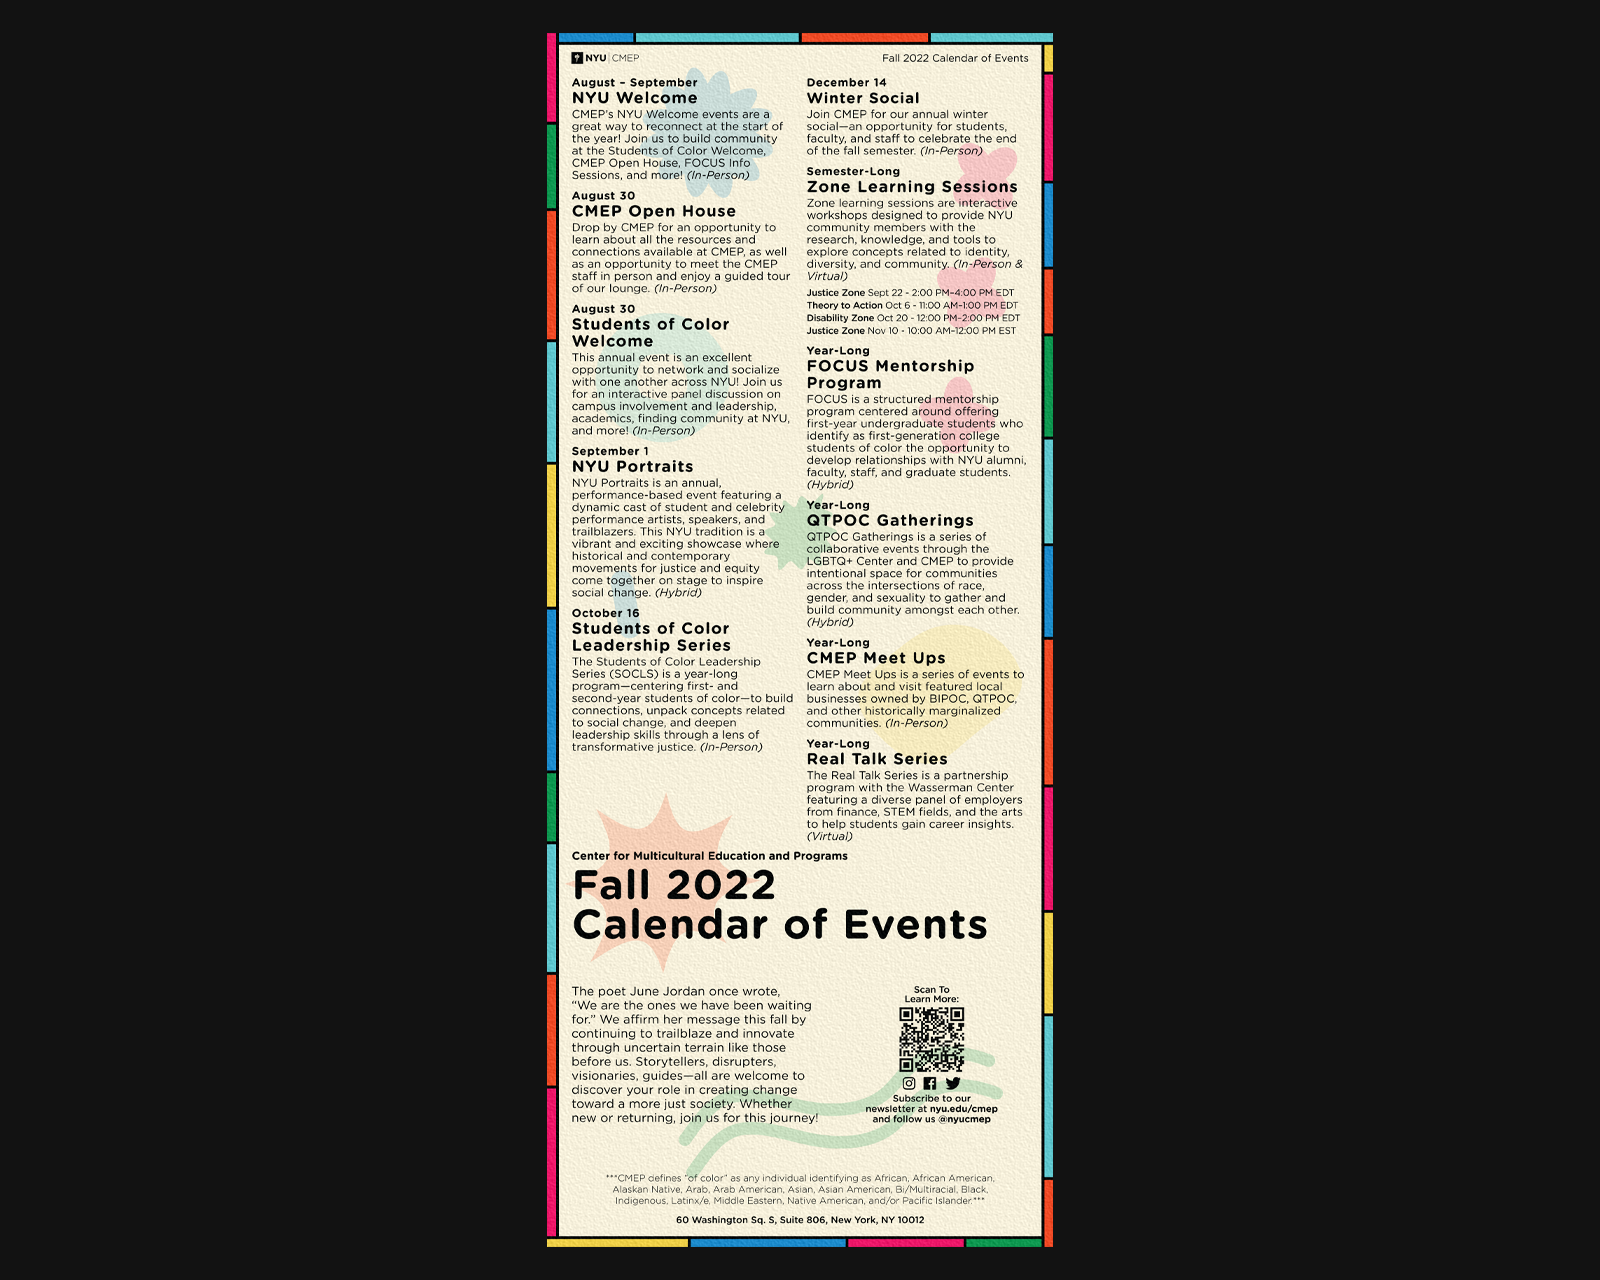 NYU | CMEP
Fall 2022 Calendar of Events
August – September
NYU Welcome
CMEP's NYU Welcome events are a
great way to reconnect at the start of
the year! Join us to build community
at the Students of Color Welcome,
CMEP Open House, FOCUS Info
Sessions, and more! (In-Person)
August 30
CMEP Open House
Drop by CMEP for an opportunity to
learn about all the resources and
connections available at CMEP, as well
as an opportunity to meet the CMEP
staff in person and enjoy a guided tour
of our lounge. (In-Person)
August 30
Students of Color
Welcome
This annual event is an excellent
opportunity to network and socialize
with one another across NYU! Join us
for an interactive panel discussion on
campus involvement and leadership,
academics, finding community at NYU,
and more! (In-Person)
September 1
NYU Portraits
NYU Portraits is an annual,
performance-based event featuring a
dynamic cast of student and celebrity
performance artists, speakers, and
trailblazers. This NYU tradition is a
vibrant and exciting showcase where
historical and contemporary
movements for justice and equity
come together on stage to inspire
social change. (Hybrid)
October 16
Students of Color
Leadership Series
The Students of Color Leadership
Series (SOCLS) is a year-long
program—centering first- and
second-year students of color—to build
connections, unpack concepts related
to social change, and deepen
leadership skills through a lens of
transformative justice. (In-Person)
December 14
Winter Social
Join CMEP for our annual winter
social—an opportunity for students,
faculty, and staff to celebrate the end
of the fall semester. (In-Person)
Semester-Long
Zone Learning Sessions
Zone learning sessions are interactive
workshops designed to provide NYU
community members with the
research, knowledge, and tools to
explore concepts related to identity,
diversity, and community. (In-Person &
Virtual)
Justice Zone Sept 22 - 2:00 PM–4:00 PM EDT
Theory to Action Oct 6 - 11:00 AM–1:00 PM EDT
Disability Zone Oct 20 - 12:00 PM–2:00 PM EDT
Justice Zone Nov 10 - 10:00 AM–12:00 PM EST
Year-Long
FOCUS Mentorship
Program
FOCUS is a structured mentorship
program centered around offering
first-year undergraduate students who
identify as first-generation college
students of color the opportunity to
develop relationships with NYU alumni,
faculty, staff, and graduate students.
(Hybrid)
Year-Long
QTPOC Gatherings
QTPOC Gatherings is a series of
collaborative events through the
LGBTQ+ Center and CMEP to provide
intentional space for communities
across the intersections of race,
gender, and sexuality to gather and
build community amongst each other.
(Hybrid)
Year-Long
CMEP Meet Ups
CMEP Meet Ups is a series of events to
learn about and visit featured local
businesses owned by BIPOC, QTPOC,
and other historically marginalized
communities. (In-Person)
Year-Long
Real Talk Series
The Real Talk Series is a partnership
program with the Wasserman Center
featuring a diverse panel of employers
from finance, STEM fields, and the arts
to help students gain career insights.
(Virtual)
Center for Multicultural Education and Programs
Fall 2022
Calendar of Events
The poet June Jordan once wrote,
“We are the ones we have been waiting
for.” We affirm her message this fall by
continuing to trailblaze and innovate
through uncertain terrain like those
before us. Storytellers, disrupters,
visionaries, guides—all are welcome to
discover your role in creating change
toward a more just society. Whether
new or returning, join us for this journey!
Scan To
Learn More:
Subscribe to our
newsletter at nyu.edu/cmep
and follow us @nyucmep
***CMEP defines “of color” as any individual identifying as African, African American,
Alaskan Native, Arab, Arab American, Asian, Asian American, Bi/Multiracial, Black,
Indigenous, Latinx/e, Middle Eastern, Native American, and/or Pacific Islander.***
60 Washington Sq. S, Suite 806, New York, NY 10012